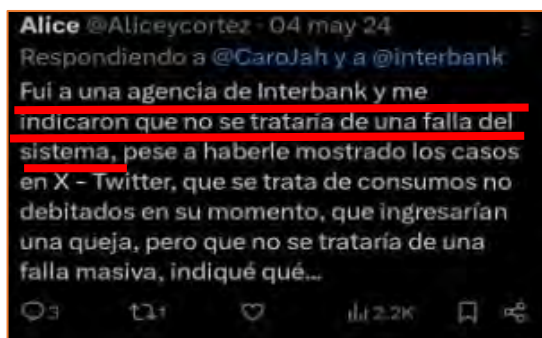 Alice @Aliceycortez · 04 may 24
Respondiendo a @CaroJah y a @interbank
Fui a una agencia de Interbank y me
indicaron que no se trataría de una falla del
sistema, pese a haberle mostrado los casos
en X - Twitter, que se trata de consumos no
debitados en su momento, que ingresarían
una queja, pero que no se trataría de una
falla masiva, indiqué qué...
3 1 2.2K